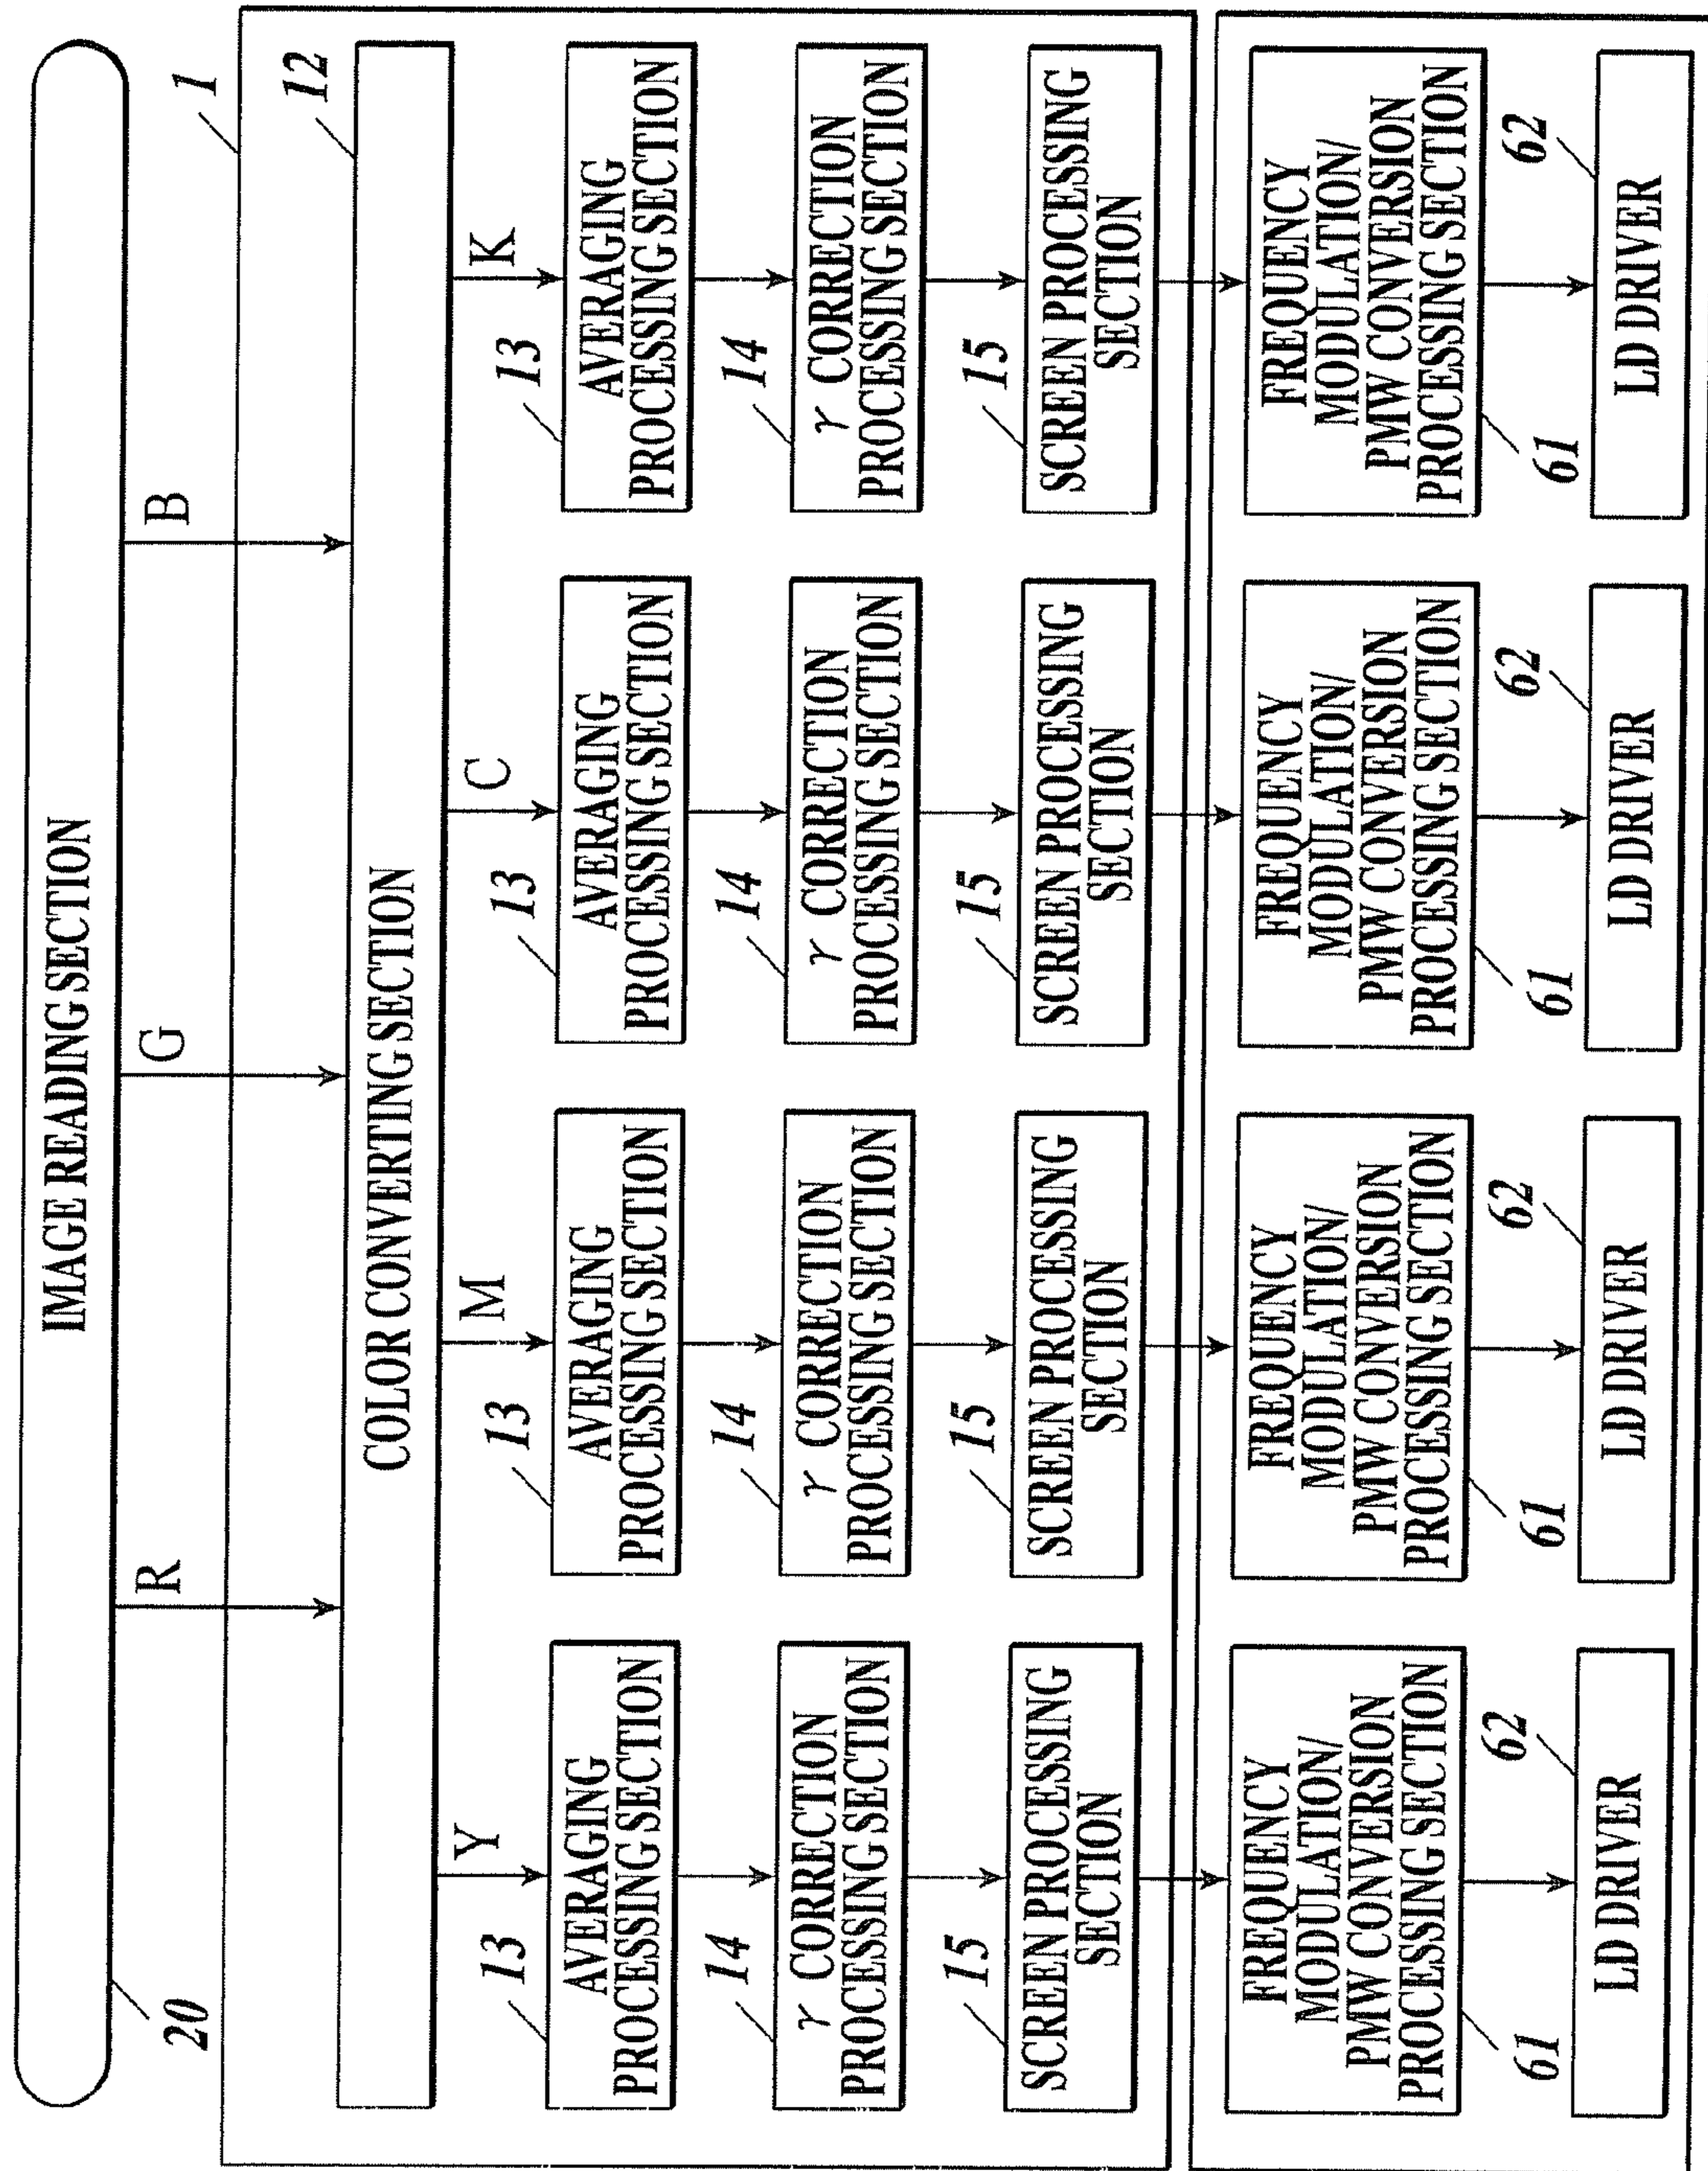 IMAGE READING SECTION
20
R
G
B
1
12
COLOR CONVERTING SECTION
Y
M
C
K
13
AVERAGING
PROCESSING SECTION
13
AVERAGING
PROCESSING SECTION
13
AVERAGING
PROCESSING SECTION
13
AVERAGING
PROCESSING SECTION
14
γ CORRECTION
PROCESSING SECTION
14
γ CORRECTION
PROCESSING SECTION
14
γ CORRECTION
PROCESSING SECTION
14
γ CORRECTION
PROCESSING SECTION
15
SCREEN PROCESSING
SECTION
15
SCREEN PROCESSING
SECTION
15
SCREEN PROCESSING
SECTION
15
SCREEN PROCESSING
SECTION
FREQUENCY
MODULATION/
PMW CONVERSION
PROCESSING SECTION
61
FREQUENCY
MODULATION/
PMW CONVERSION
PROCESSING SECTION
61
FREQUENCY
MODULATION/
PMW CONVERSION
PROCESSING SECTION
61
FREQUENCY
MODULATION/
PMW CONVERSION
PROCESSING SECTION
61
62
LD DRIVER
62
LD DRIVER
62
LD DRIVER
62
LD DRIVER